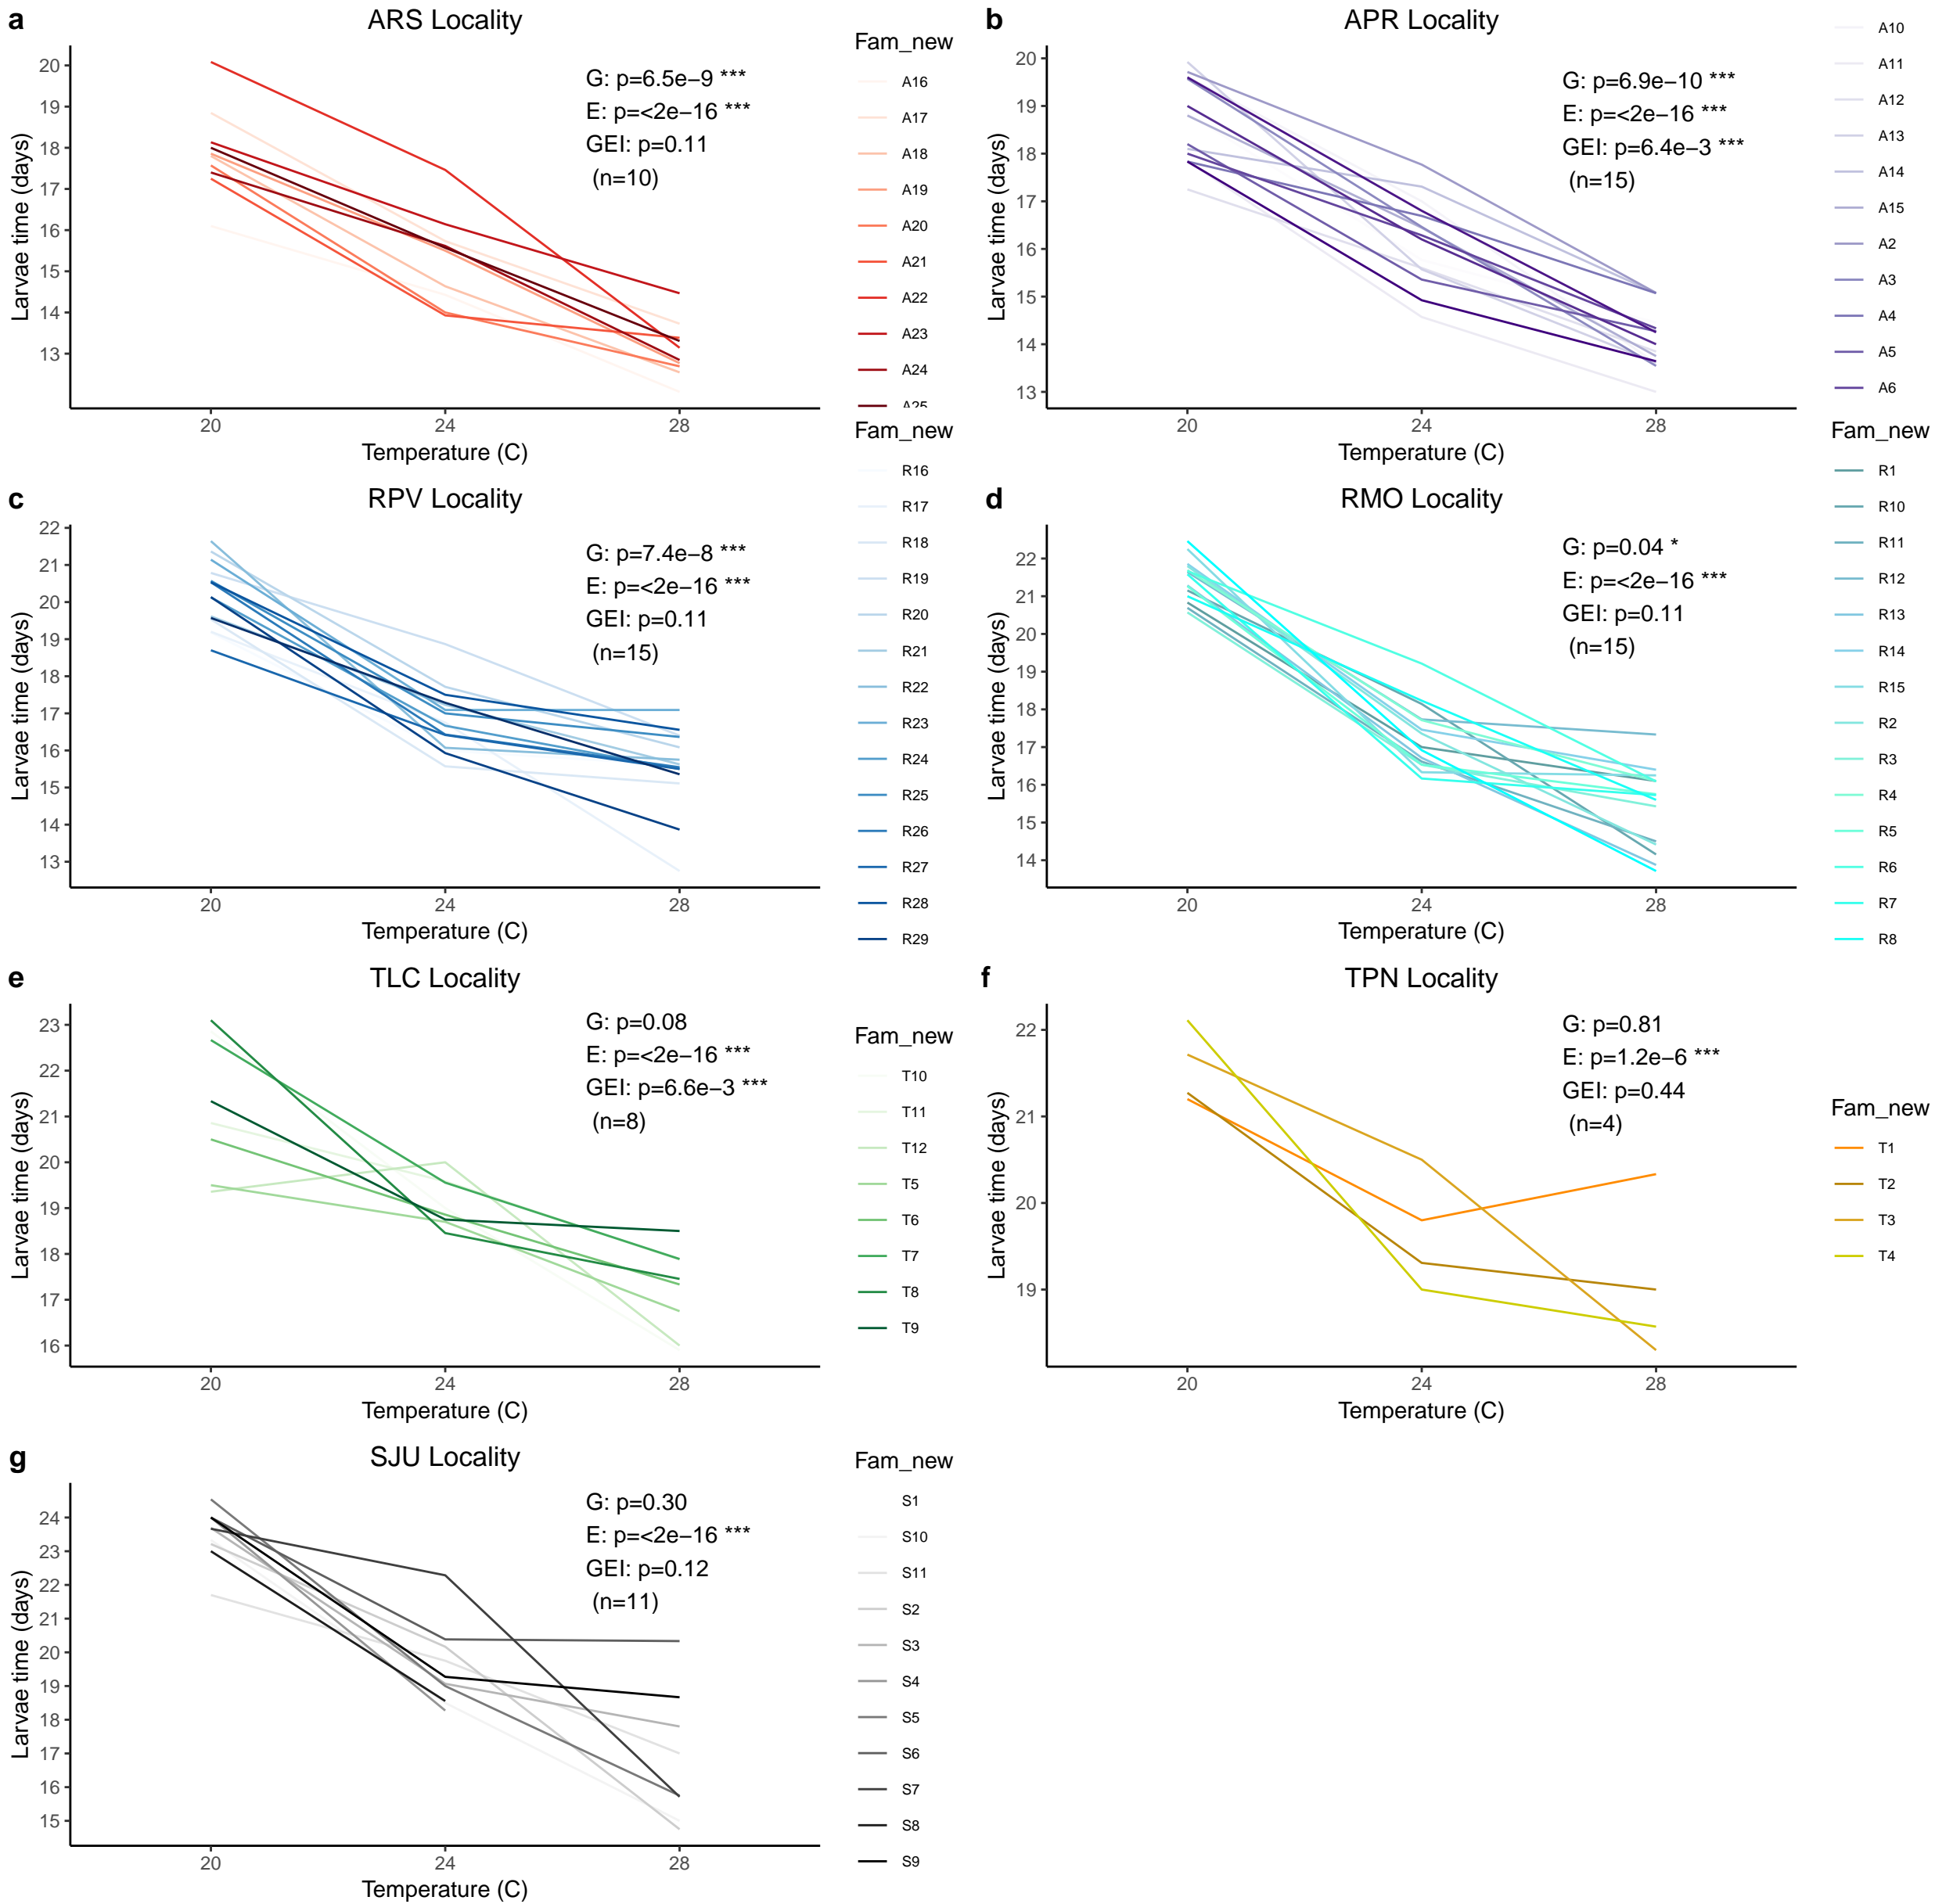 a
ARS Locality
Larvae time (days)
20
19
18
17
16
15
14
13
G: p=6.5e−9 ***
E: p=<2e−16 ***
GEI: p=0.11
(n=10)
20
24
28
Temperature (C)
Fam_new
A16
A17
A18
A19
A20
A21
A22
A23
A24
A25
b
APR Locality
Larvae time (days)
20
19
18
17
16
15
14
13
G: p=6.9e−10 ***
E: p=<2e−16 ***
GEI: p=6.4e−3 ***
(n=15)
20
24
28
Temperature (C)
A10
A11
A12
A13
A14
A15
A2
A3
A4
A5
A6
c
RPV Locality
Larvae time (days)
22
21
20
19
18
17
16
15
14
13
G: p=7.4e−8 ***
E: p=<2e−16 ***
GEI: p=0.11
(n=15)
20
24
28
Temperature (C)
Fam_new
R16
R17
R18
R19
R20
R21
R22
R23
R24
R25
R26
R27
R28
R29
d
RMO Locality
Larvae time (days)
22
21
20
19
18
17
16
15
14
G: p=0.04 *
E: p=<2e−16 ***
GEI: p=0.11
(n=15)
20
24
28
Temperature (C)
Fam_new
R1
R10
R11
R12
R13
R14
R15
R2
R3
R4
R5
R6
R7
R8
e
TLC Locality
Larvae time (days)
23
22
21
20
19
18
17
16
G: p=0.08
E: p=<2e−16 ***
GEI: p=6.6e−3 ***
(n=8)
20
24
28
Temperature (C)
Fam_new
T10
T11
T12
T5
T6
T7
T8
T9
f
TPN Locality
Larvae time (days)
22
21
20
19
G: p=0.81
E: p=1.2e−6 ***
GEI: p=0.44
(n=4)
20
24
28
Temperature (C)
Fam_new
T1
T2
T3
T4
g
SJU Locality
Larvae time (days)
24
23
22
21
20
19
18
17
16
15
G: p=0.30
E: p=<2e−16 ***
GEI: p=0.12
(n=11)
20
24
28
Temperature (C)
Fam_new
S1
S10
S11
S2
S3
S4
S5
S6
S7
S8
S9